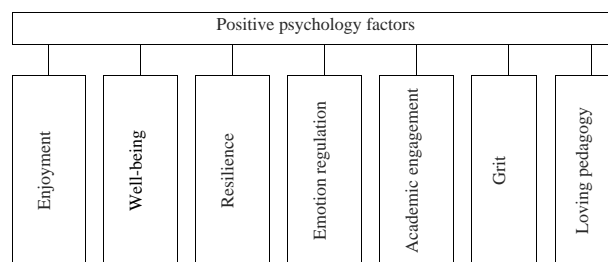 Positive psychology factors
Enjoyment
Well-being
Resilience
Emotion regulation
Academic engagement
Grit
Loving pedagogy